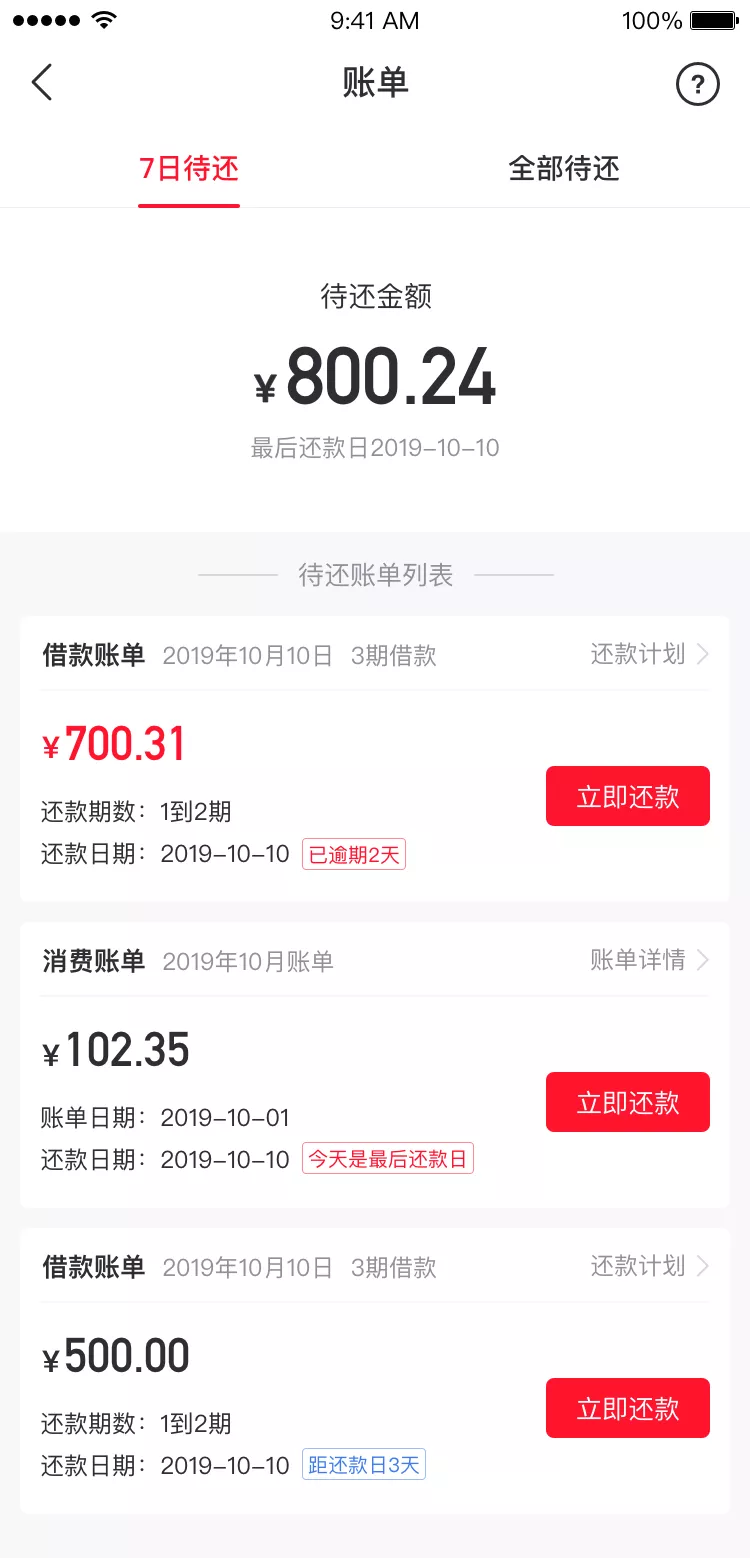 9:41 AM 100%
账单 ?
7日待还 全部待还
待还金额
¥800.24
最后还款日2019-10-10
待还账单列表
借款账单 2019年10月10日 3期借款 还款计划
¥700.31
立即还款
还款期数：1到2期
还款日期：2019-10-10 已逾期2天
消费账单 2019年10月账单 账单详情
¥102.35
立即还款
账单日期：2019-10-01
还款日期：2019-10-10 今天是最后还款日
借款账单 2019年10月10日 3期借款 还款计划
¥500.00
立即还款
还款期数：1到2期
还款日期：2019-10-10 距还款日3天